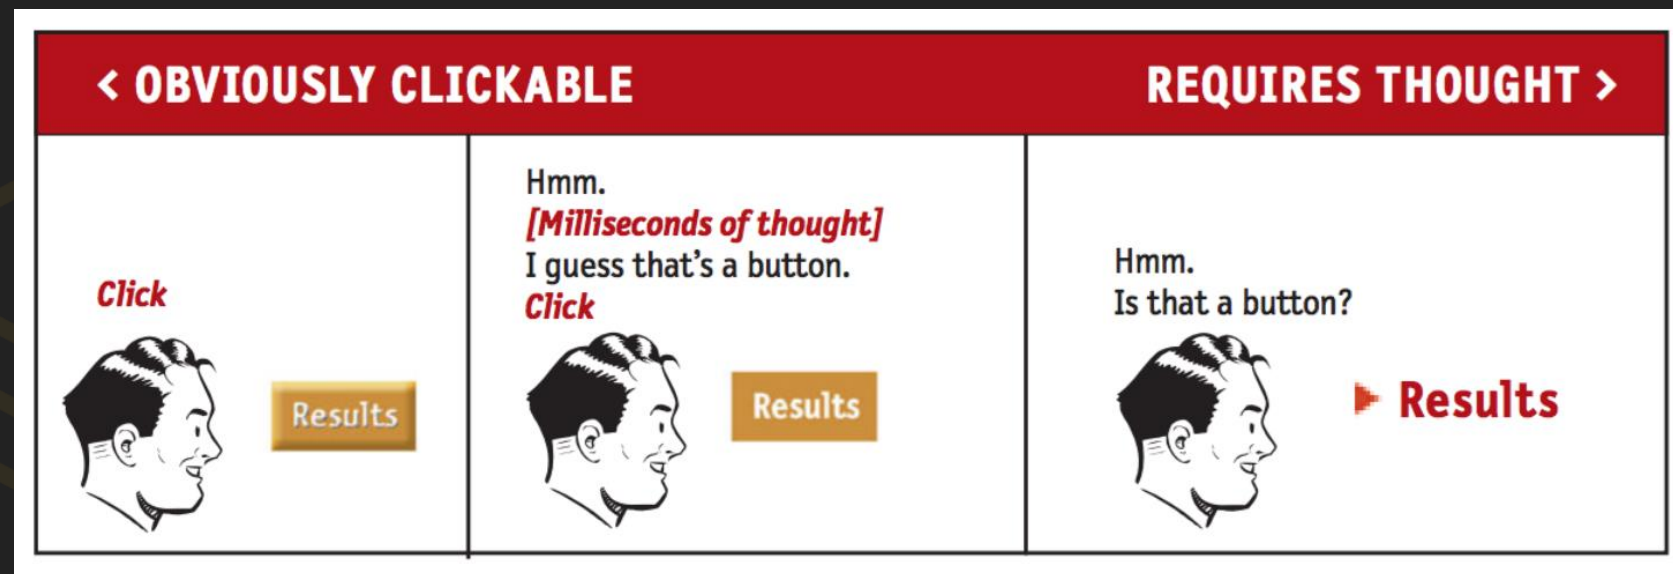 < OBVIOUSLY CLICKABLE
REQUIRES THOUGHT >
Click
Results
Hmm.
[Milliseconds of thought]
I guess that’s a button.
Click
Results
Hmm.
Is that a button?
Results